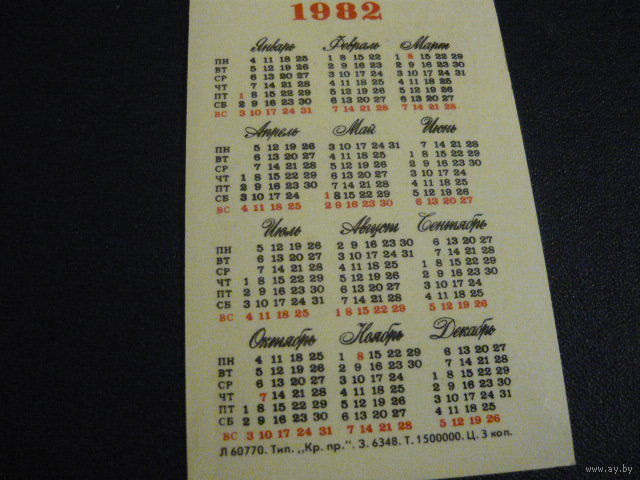 1982
Январь Февраль Март
ПН 4 11 18 25 1 8 15 22 1 8 15 22 29
ВТ 5 12 19 26 2 9 16 23 2 9 16 23 30
СР 6 13 20 27 3 10 17 24 3 10 17 24 31
ЧТ 7 14 21 28 4 11 18 25 4 11 18 25
ПТ 1 8 15 22 29 5 12 19 26 5 12 19 26
СБ 2 9 16 23 30 6 13 20 27 6 13 20 27
ВС 3 10 17 24 31 7 14 21 28 7 14 21 28
Апрель Май Июнь
ПН 5 12 19 26 3 10 17 24 31 7 14 21 28
ВТ 6 13 20 27 4 11 18 25 1 8 15 22 29
СР 7 14 21 28 5 12 19 26 2 9 16 23 30
ЧТ 1 8 15 22 29 6 13 20 27 3 10 17 24
ПТ 2 9 16 23 30 7 14 21 28 4 11 18 25
СБ 3 10 17 24 1 8 15 22 29 5 12 19 26
ВС 4 11 18 25 2 9 16 23 30 6 13 20 27
Июль Август Сентябрь
ПН 5 12 19 26 2 9 16 23 30 6 13 20 27
ВТ 6 13 20 27 3 10 17 24 31 7 14 21 28
СР 7 14 21 28 4 11 18 25 1 8 15 22 29
ЧТ 1 8 15 22 29 5 12 19 26 2 9 16 23 30
ПТ 2 9 16 23 30 6 13 20 27 3 10 17 24
СБ 3 10 17 24 31 7 14 21 28 4 11 18 25
ВС 4 11 18 25 1 8 15 22 29 5 12 19 26
Октябрь Ноябрь Декабрь
ПН 4 11 18 25 1 8 15 22 29 6 13 20 27
ВТ 5 12 19 26 2 9 16 23 30 7 14 21 28
СР 6 13 20 27 3 10 17 24 1 8 15 22 29
ЧТ 7 14 21 28 4 11 18 25 2 9 16 23 30
ПТ 1 8 15 22 29 5 12 19 26 3 10 17 24 31
СБ 2 9 16 23 30 6 13 20 27 4 11 18 25
ВС 3 10 17 24 31 7 14 21 28 5 12 19 26
Л 60770. Тип. „Кр. пр.". З. 6348. Т. 1500000. Ц. 3 коп.
www.ay.by